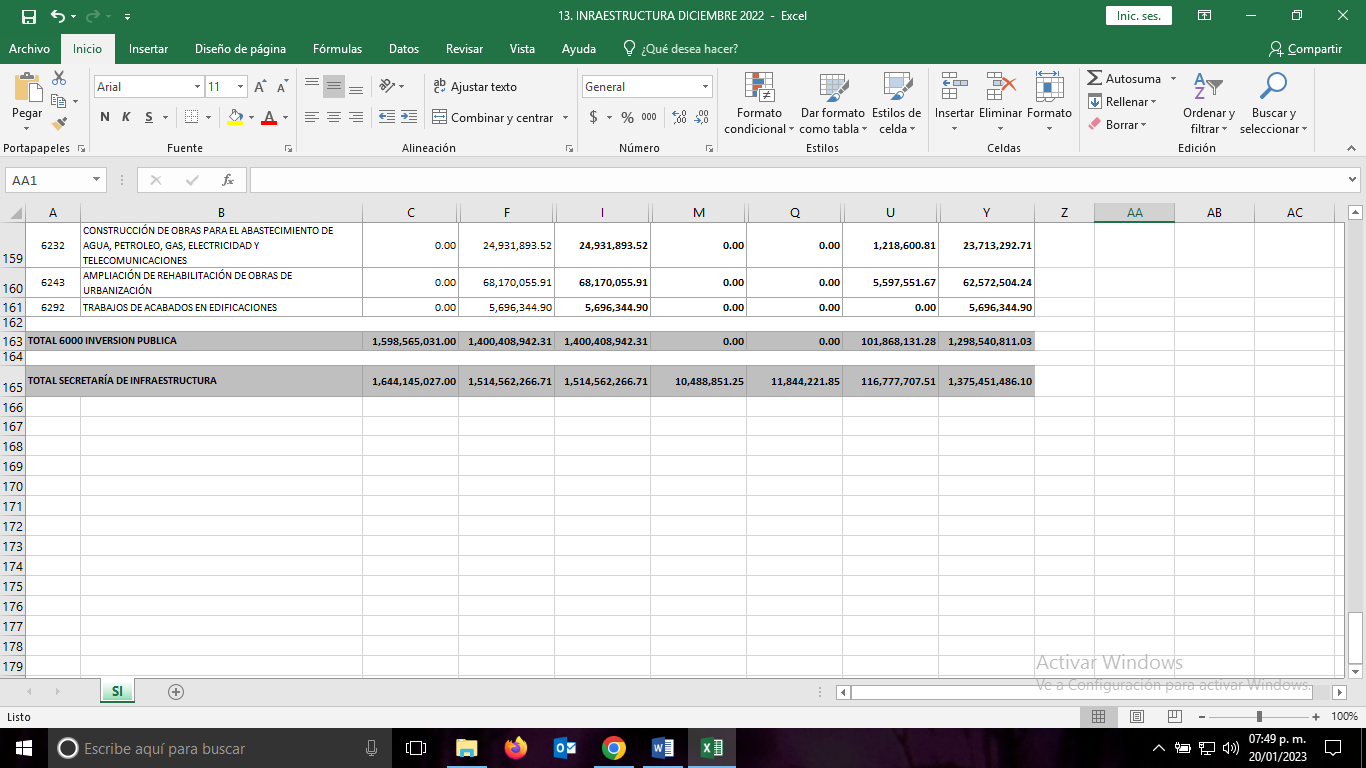 13. INRAESTRUCTURA DICIEMBRE 2022 - Excel
Inic. ses.
Archivo Inicio Insertar Diseño de página Fórmulas Datos Revisar Vista Ayuda ¿Qué desea hacer? Compartir
Pegar
Arial 11
N K S
Ajustar texto
Combinar y centrar
General
$ % 000
Formato condicional
Dar formato como tabla
Estilos de celda
Insertar Eliminar Formato
Autosuma
Rellenar
Borrar
Ordenar y filtrar
Buscar y seleccionar
Portapapeles Fuente Alineación Número Estilos Celdas Edición
AA1 fx
A B C F I M Q U Y Z AA AB AC
CONSTRUCCIÓN DE OBRAS PARA EL ABASTECIMIENTO DE
159 6232 AGUA, PETROLEO, GAS, ELECTRICIDAD Y 0.00 24,931,893.52 24,931,893.52 0.00 0.00 1,218,600.81 23,713,292.71
TELECOMUNICACIONES
AMPLIACIÓN DE REHABILITACIÓN DE OBRAS DE
160 6243 URBANIZACIÓN 0.00 68,170,055.91 68,170,055.91 0.00 0.00 5,597,551.67 62,572,504.24
161 6292 TRABAJOS DE ACABADOS EN EDIFICACIONES 0.00 5,696,344.90 5,696,344.90 0.00 0.00 0.00 5,696,344.90
162
163 TOTAL 6000 INVERSION PUBLICA 1,598,565,031.00 1,400,408,942.31 1,400,408,942.31 0.00 0.00 101,868,131.28 1,298,540,811.03
164
165 TOTAL SECRETARÍA DE INFRAESTRUCTURA 1,644,145,027.00 1,514,562,266.71 1,514,562,266.71 10,488,851.25 11,844,221.85 116,777,707.51 1,375,451,486.10
166
167
168
169
170
171
172
173
174
175
176
177
178
179
Activar Windows
Ve a Configuración para activar Windows.
SI
Listo 100%
Escribe aquí para buscar
07:49 p. m.
20/01/2023